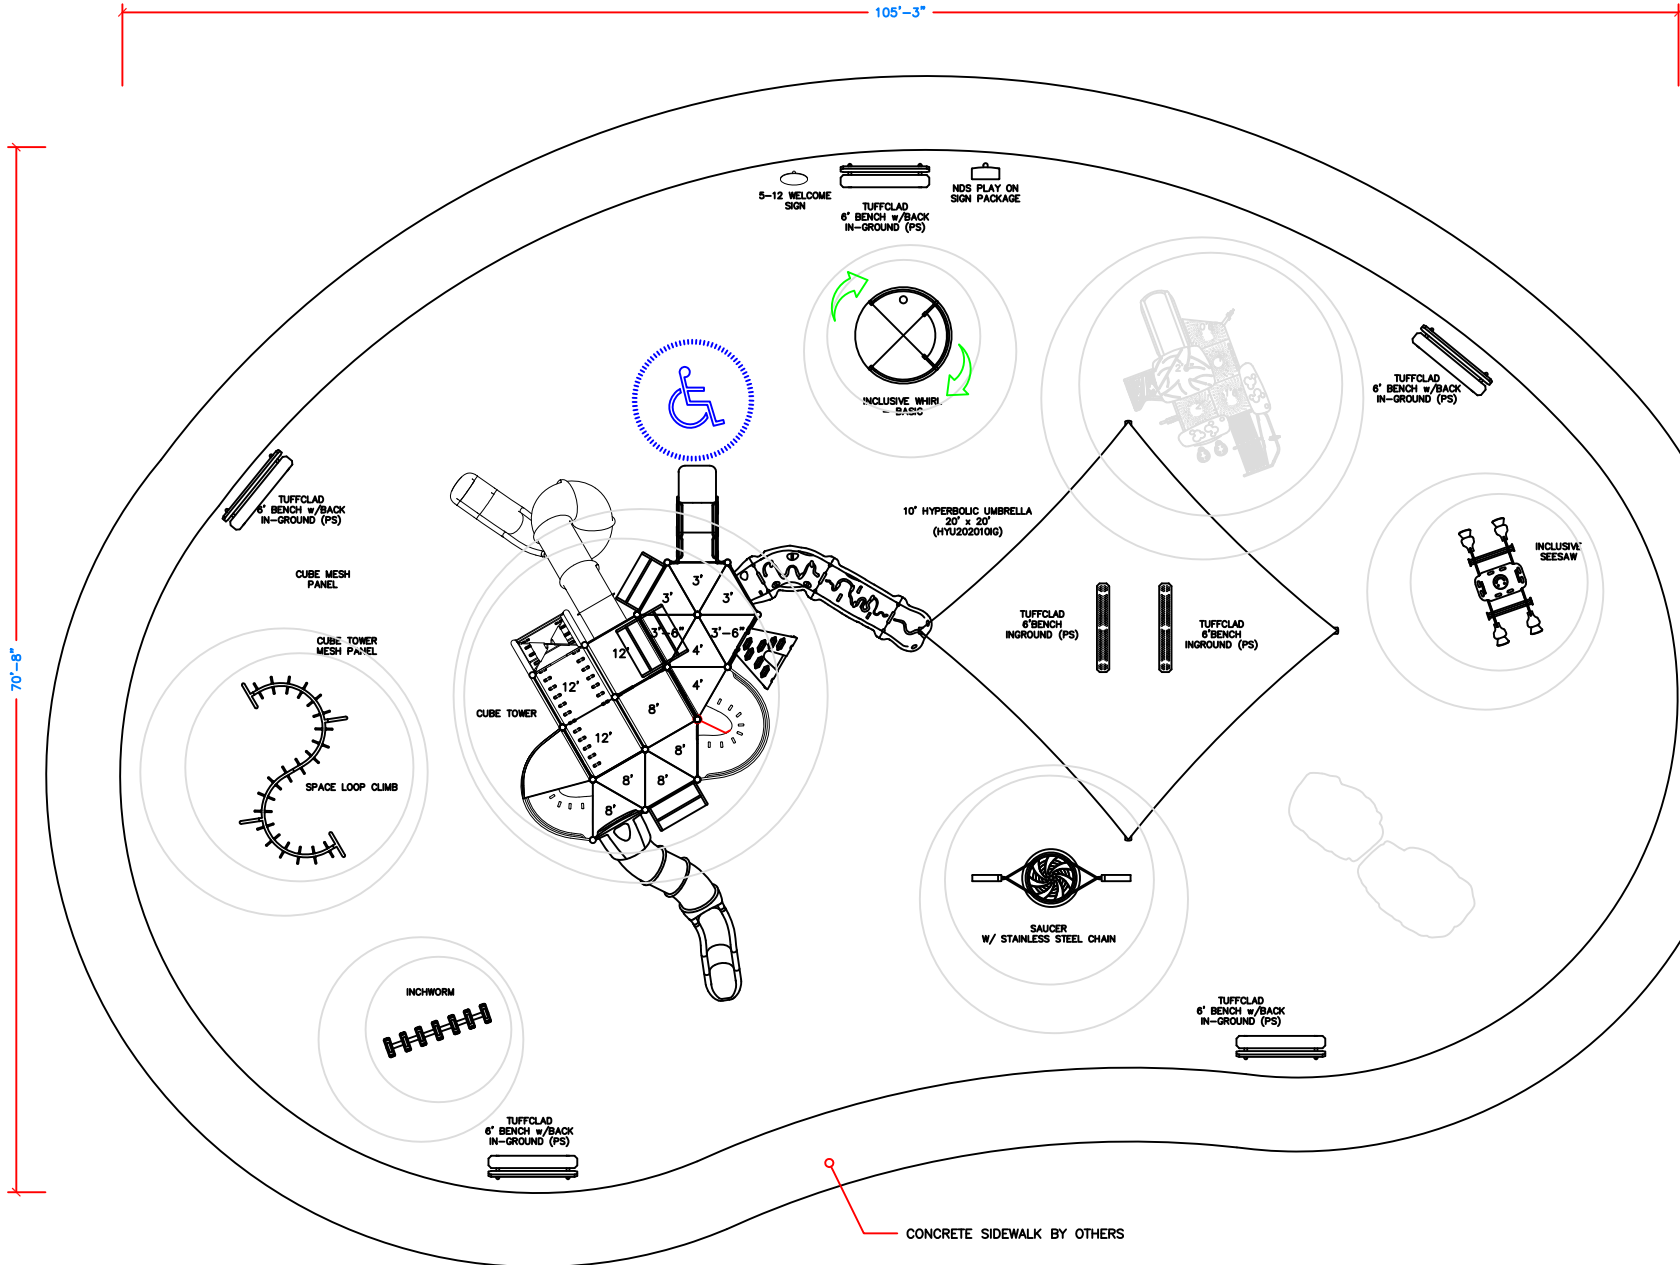 105'-3"
70'-8"
5-12 WELCOME
SIGN
TUFFCLAD
6' BENCH w/BACK
IN-GROUND (PS)
NDS PLAY ON
SIGN PACKAGE
INCLUSIVE WHIRL
- BASIC
TUFFCLAD
6' BENCH w/BACK
IN-GROUND (PS)
TUFFCLAD
6' BENCH w/BACK
IN-GROUND (PS)
10' HYPERBOLIC UMBRELLA
20' x 20'
(HYU202010IG)
INCLUSIVE
SEESAW
CUBE MESH
PANEL
CUBE TOWER
MESH PANEL
TUFFCLAD
6'BENCH
INGROUND (PS)
TUFFCLAD
6'BENCH
INGROUND (PS)
3'
3'
3'
3'-6"
3'-6"
4'
4'
12'
12'
12'
8'
8'
8'
8'
8'
CUBE TOWER
SPACE LOOP CLIMB
SAUCER
W/ STAINLESS STEEL CHAIN
INCHWORM
TUFFCLAD
6' BENCH w/BACK
IN-GROUND (PS)
TUFFCLAD
6' BENCH w/BACK
IN-GROUND (PS)
CONCRETE SIDEWALK BY OTHERS